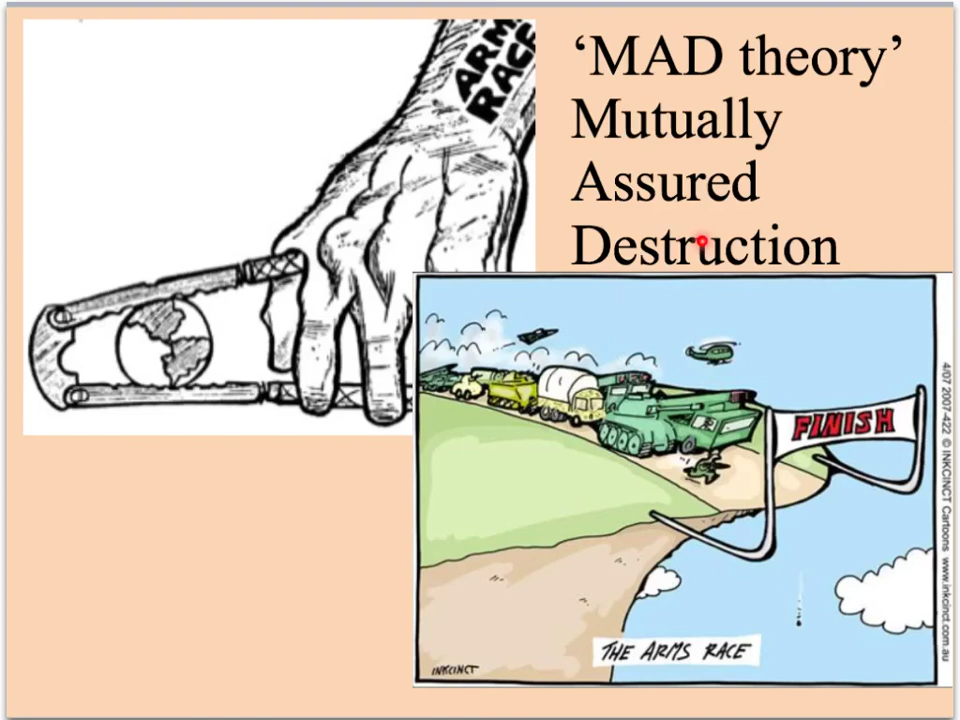 ARMS
RACE
‘MAD theory’
Mutually
Assured
Destruction
FINISH
THE ARMS RACE
INKCINCT
4/07 2007-422 © INKCINCT Cartoons www.inkcinct.com.au